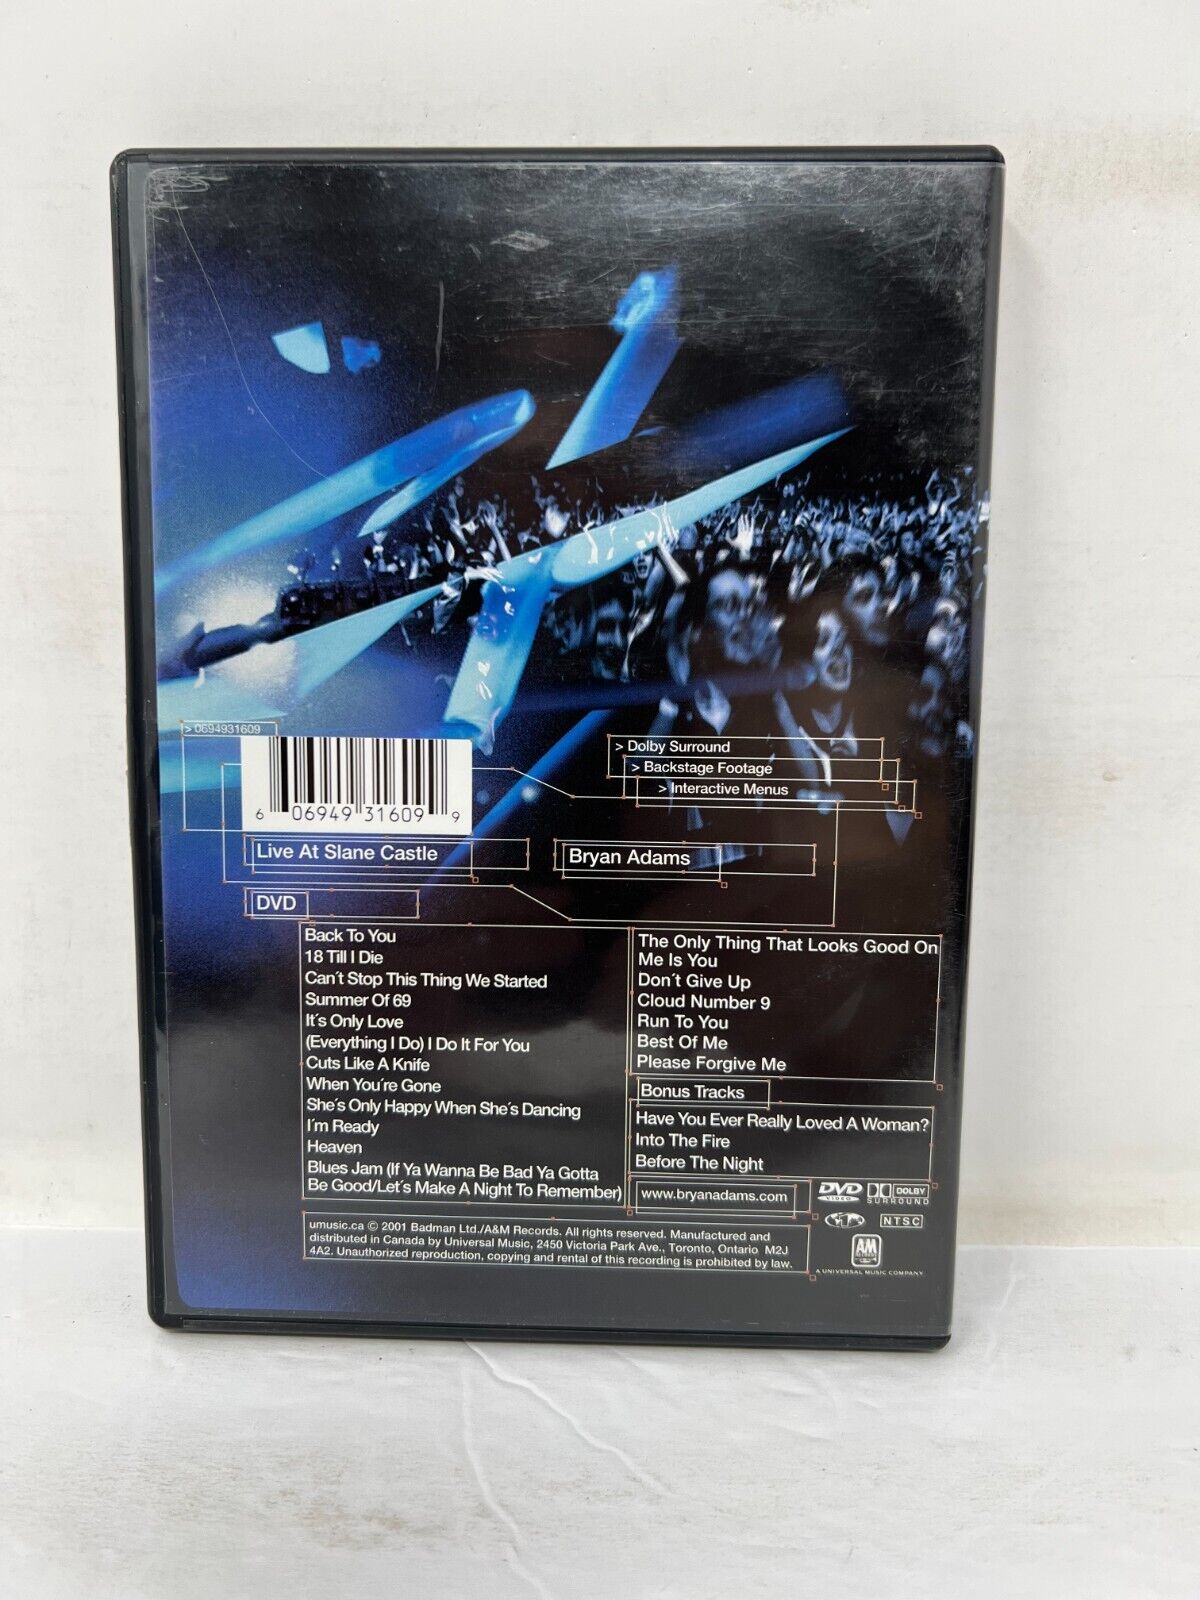 > 0694931609
6 06949 31609 9
> Dolby Surround
> Backstage Footage
> Interactive Menus
Live At Slane Castle
Bryan Adams
DVD
Back To You
18 Till I Die
Can´t Stop This Thing We Started
Summer Of 69
It´s Only Love
(Everything I Do) I Do It For You
Cuts Like A Knife
When You´re Gone
She´s Only Happy When She´s Dancing
I´m Ready
Heaven
Blues Jam (If Ya Wanna Be Bad Ya Gotta
Be Good/Let´s Make A Night To Remember)
The Only Thing That Looks Good On
Me Is You
Don´t Give Up
Cloud Number 9
Run To You
Best Of Me
Please Forgive Me
Bonus Tracks
Have You Ever Really Loved A Woman?
Into The Fire
Before The Night
www.bryanadams.com
DVD
VIDEO
DOLBY
SURROUND
NTSC
AM
A UNIVERSAL MUSIC COMPANY
umusic.ca © 2001 Badman Ltd./A&M Records. All rights reserved. Manufactured and
distributed in Canada by Universal Music, 2450 Victoria Park Ave., Toronto, Ontario M2J
4A2. Unauthorized reproduction, copying and rental of this recording is prohibited by law.